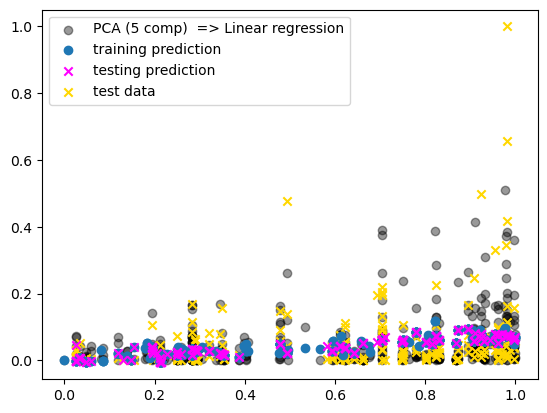 1.0
0.8
0.6
0.4
0.2
0.0
PCA (5 comp)  => Linear regression
training prediction
testing prediction
test data
0.0 0.2 0.4 0.6 0.8 1.0